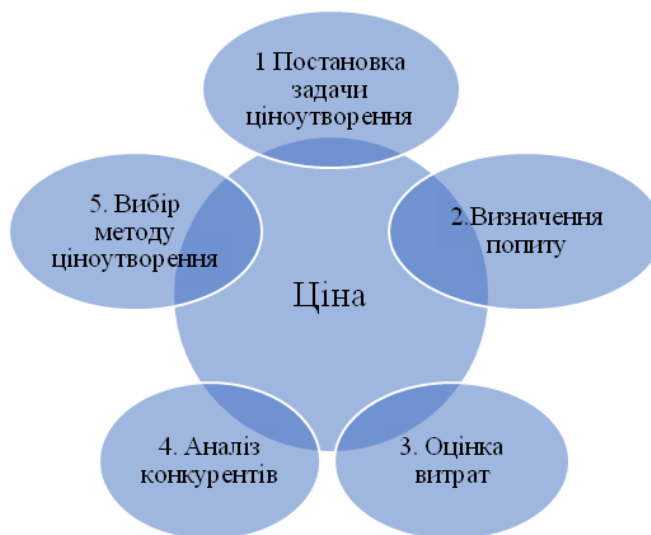 1 Постановка
задачи
ціноутворення
2.Визначення
попиту
3. Оцінка
витрат
4. Аналіз
конкурентів
5. Вибір
методу
ціноутворення
Ціна